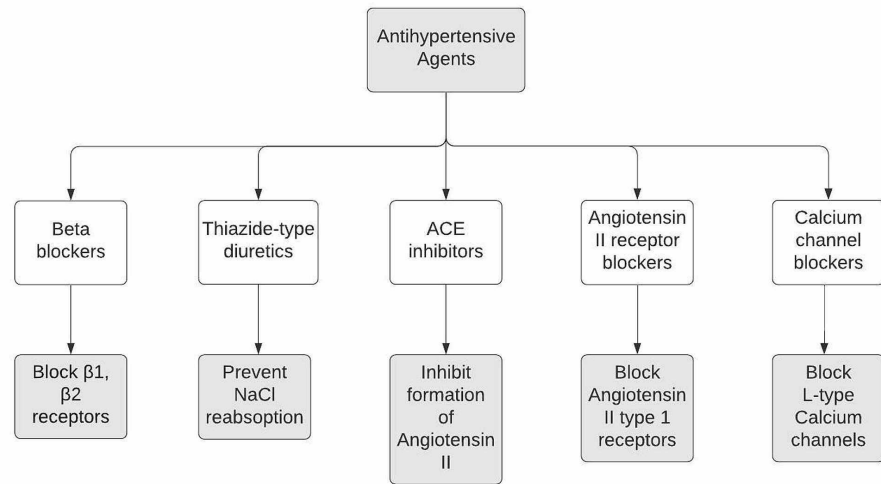 Antihypertensive
Agents
Beta
blockers
Thiazide-type
diuretics
ACE
inhibitors
Angiotensin
II receptor
blockers
Calcium
channel
blockers
Block β1,
β2
receptors
Prevent
NaCl
reabsoption
Inhibit
formation
of
Angiotensin
II
Block
Angiotensin
II type 1
receptors
Block
L-type
Calcium
channels